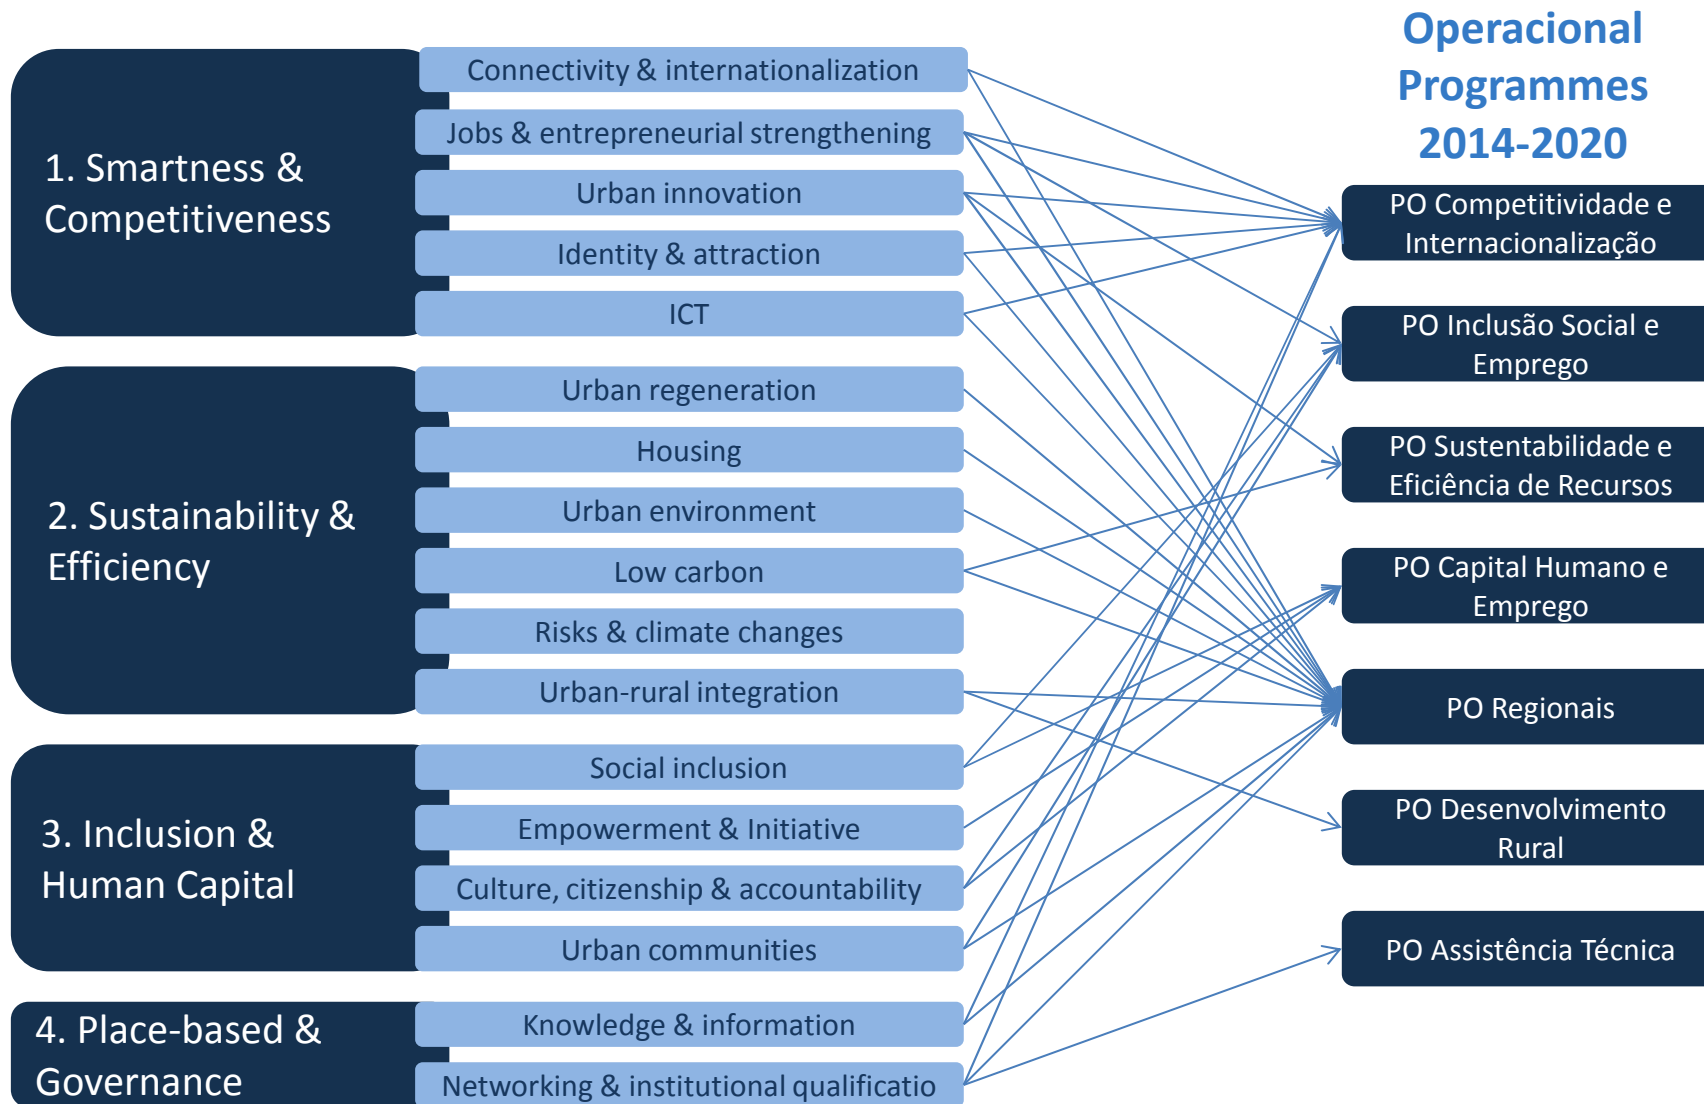 Operacional
Programmes
2014-2020
1. Smartness &
Competitiveness
Connectivity & internationalization
Jobs & entrepreneurial strengthening
Urban innovation
Identity & attraction
ICT
2. Sustainability &
Efficiency
Urban regeneration
Housing
Urban environment
Low carbon
Risks & climate changes
Urban-rural integration
3. Inclusion &
Human Capital
Social inclusion
Empowerment & Initiative
Culture, citizenship & accountability
Urban communities
4. Place-based &
Governance
Knowledge & information
Networking & institutional qualificatio
PO Competitividade e
Internacionalização
PO Inclusão Social e
Emprego
PO Sustentabilidade e
Eficiência de Recursos
PO Capital Humano e
Emprego
PO Regionais
PO Desenvolvimento
Rural
PO Assistência Técnica